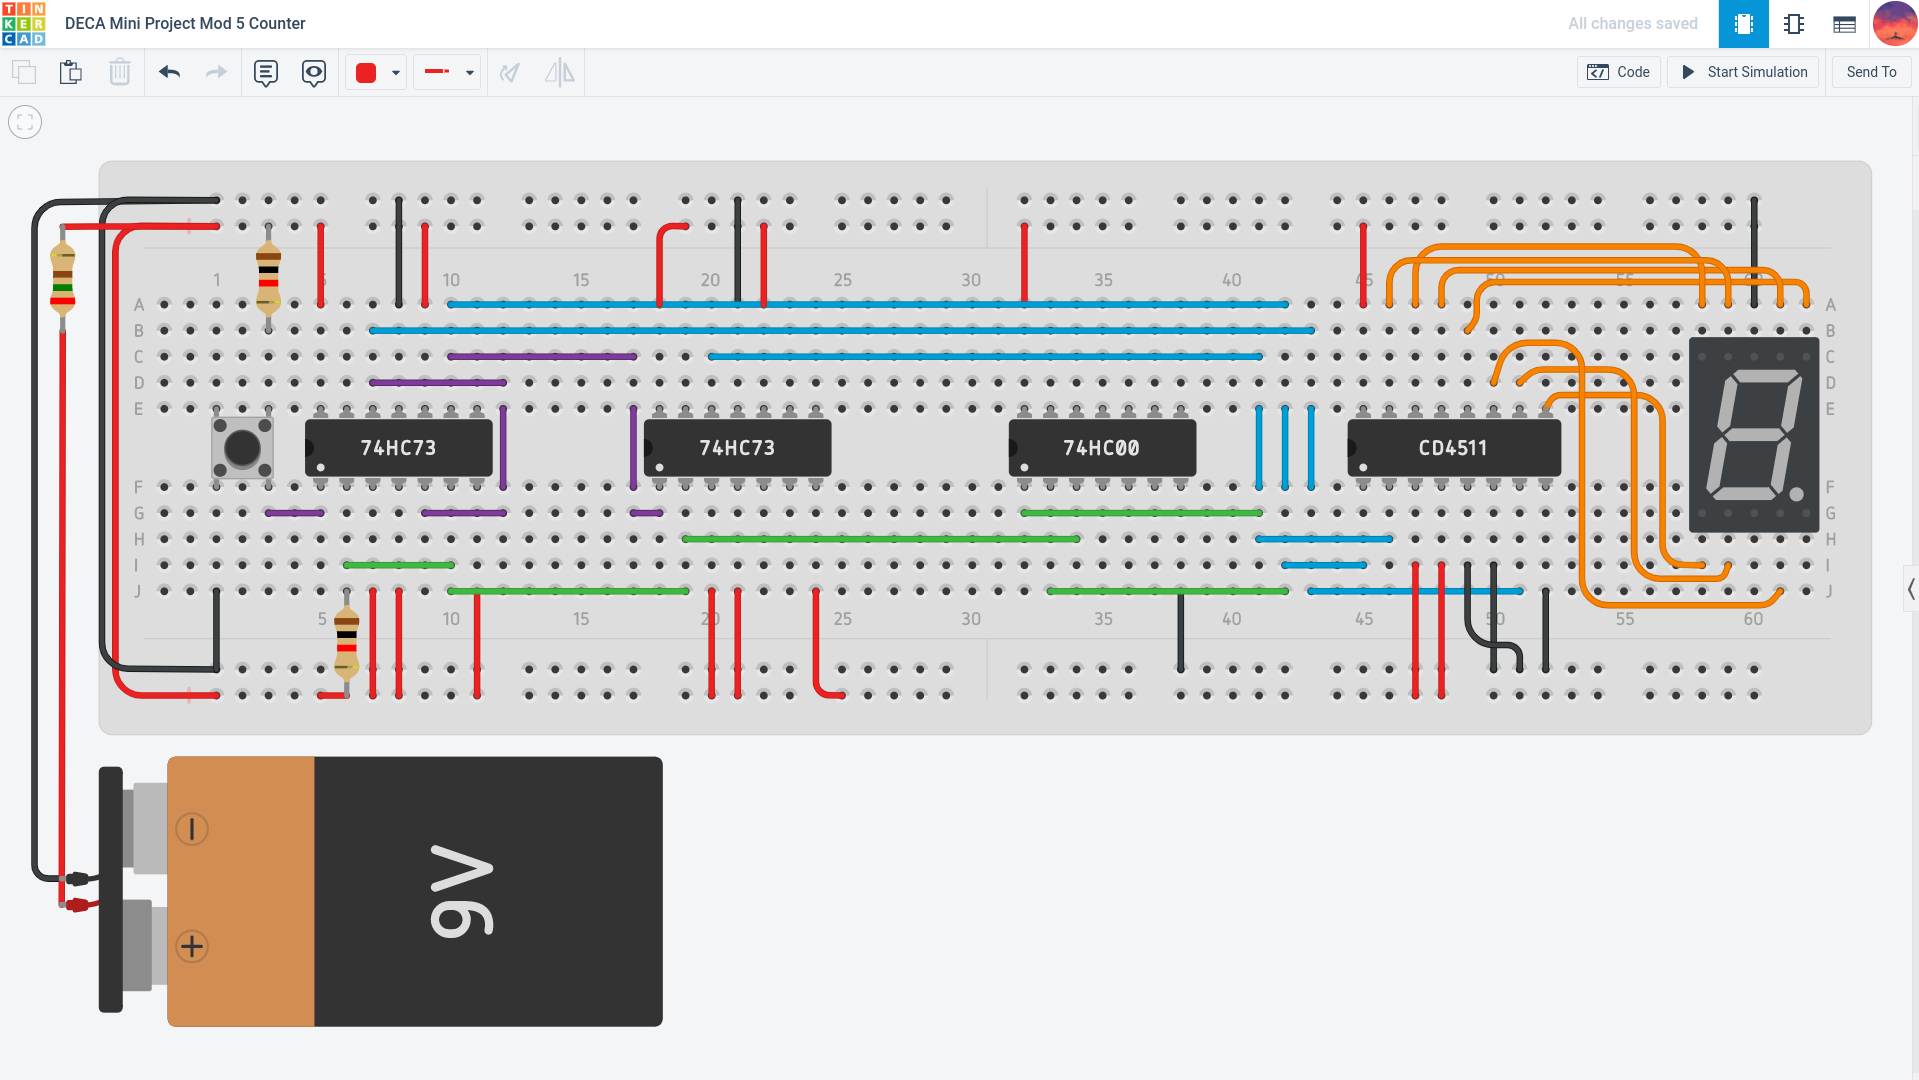 TIN
KER
CAD
DECA Mini Project Mod 5 Counter
All changes saved
Code
Start Simulation
Send To
1 5 10 15 20 25 30 35 40 45 50 55 60
A A
B B
C C
D D
E E
74HC73 74HC73 74HC00 CD4511
F F
G G
H H
I I
J J
5 10 15 20 25 30 35 40 45 50 55 60
9V